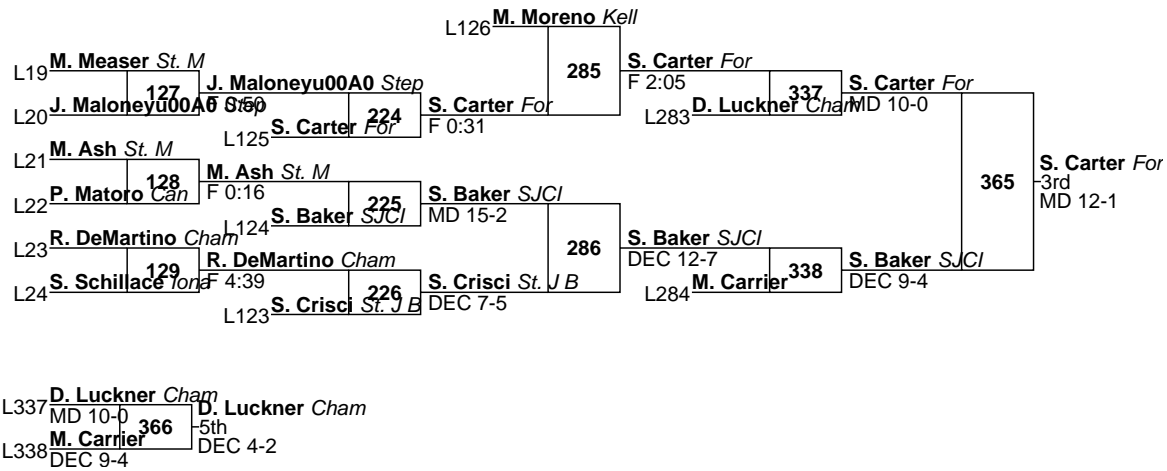 L126 M. Moreno Kell
L19 M. Measer St. M
127
J. Maloneyu00A0 Step
F 0:50
L20 J. Maloneyu00A0 Step
224
S. Carter For
F 0:31
L125 S. Carter For
285
S. Carter For
F 2:05
337
S. Carter For
MD 10-0
L283 D. Luckner Cham
L21 M. Ash St. M
128
M. Ash St. M
F 0:16
L22 P. Matoro Can
225
S. Baker SJCI
MD 15-2
L124 S. Baker SJCI
365
S. Carter For
3rd
MD 12-1
L23 R. DeMartino Cham
129
R. DeMartino Cham
F 4:39
L24 S. Schillace Iona
226
S. Crisci St. J B
DEC 7-5
L123 S. Crisci St. J B
286
S. Baker SJCI
DEC 12-7
338
S. Baker SJCI
DEC 9-4
L284 M. Carrier
L337 D. Luckner Cham
MD 10-0
366
D. Luckner Cham
5th
DEC 4-2
L338 M. Carrier
DEC 9-4